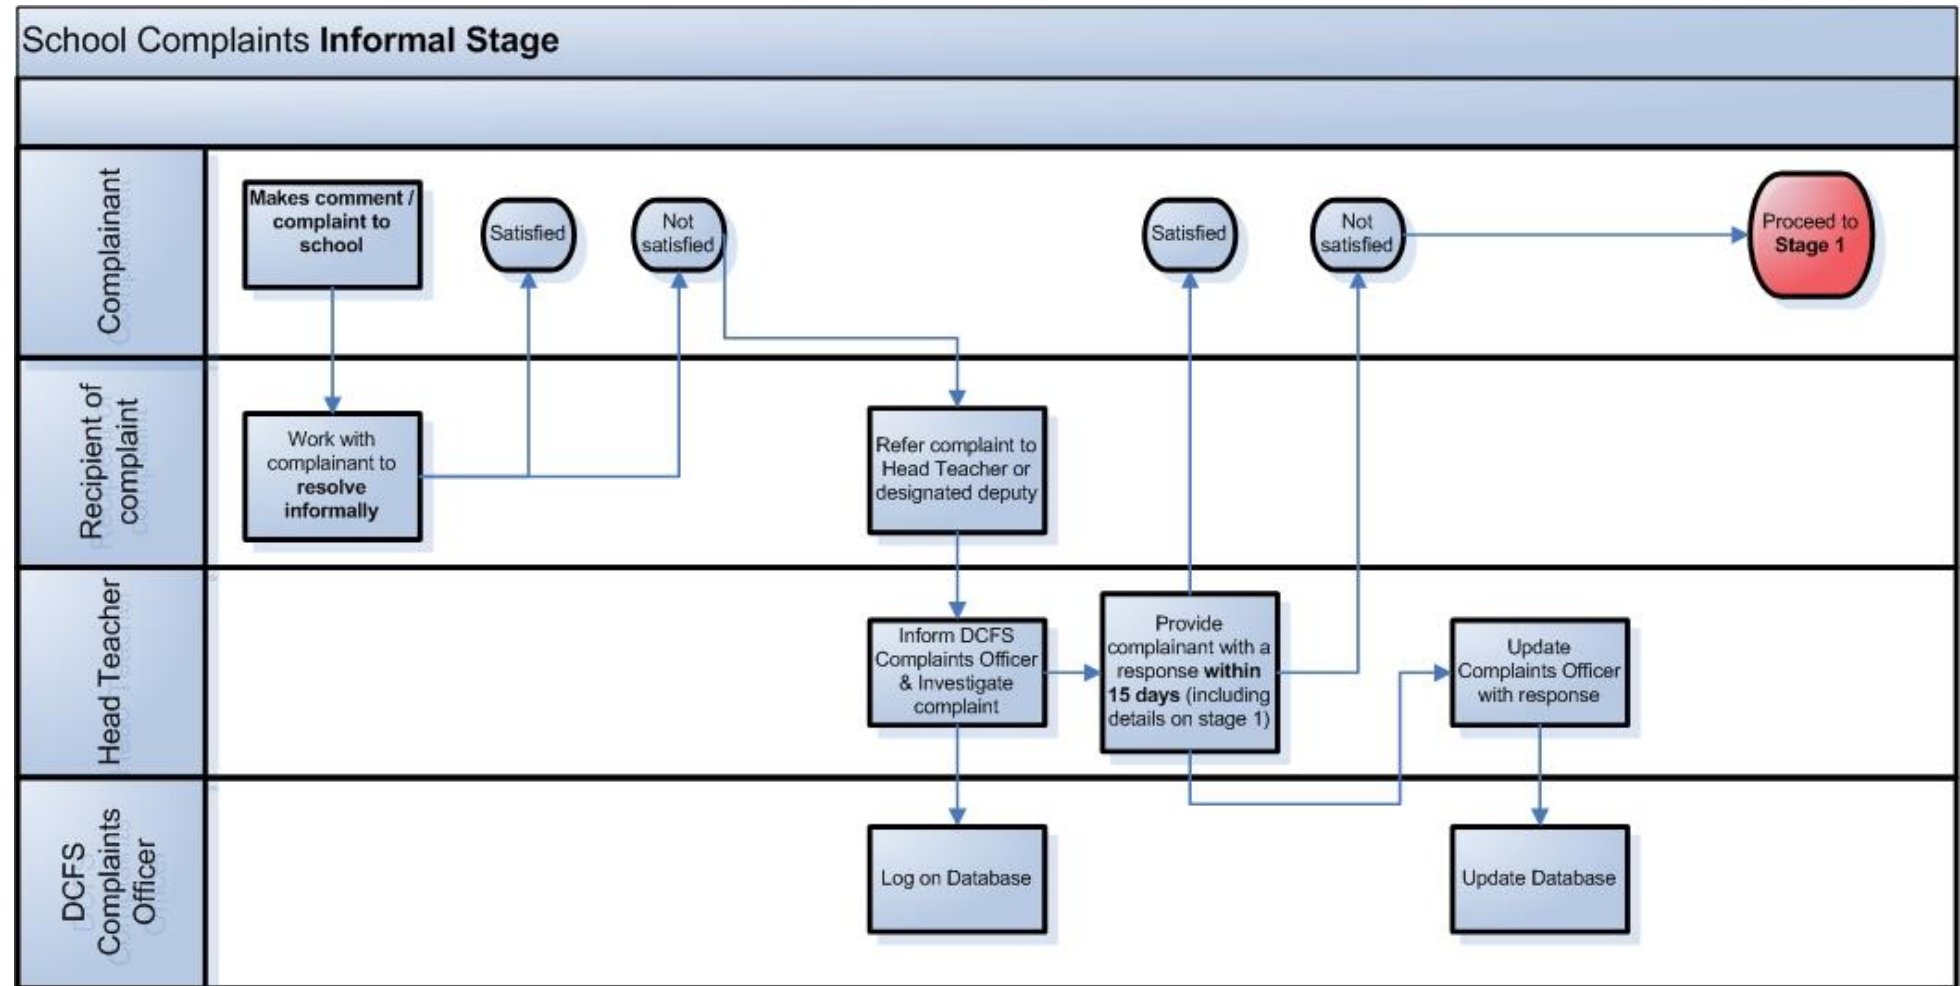 School Complaints Informal Stage
Complainant
Makes comment /
complaint to
school
Satisfied
Not
satisfied
Satisfied
Not
satisfied
Proceed to
Stage 1
Recipient of
complaint
Work with
complainant to
resolve
informally
Refer complaint to
Head Teacher or
designated deputy
Head Teacher
Inform DCFS
Complaints Officer
& Investigate
complaint
Provide
complainant with a
response within
15 days (including
details on stage 1)
Update
Complaints Officer
with response
DCFS
Complaints
Officer
Log on Database
Update Database